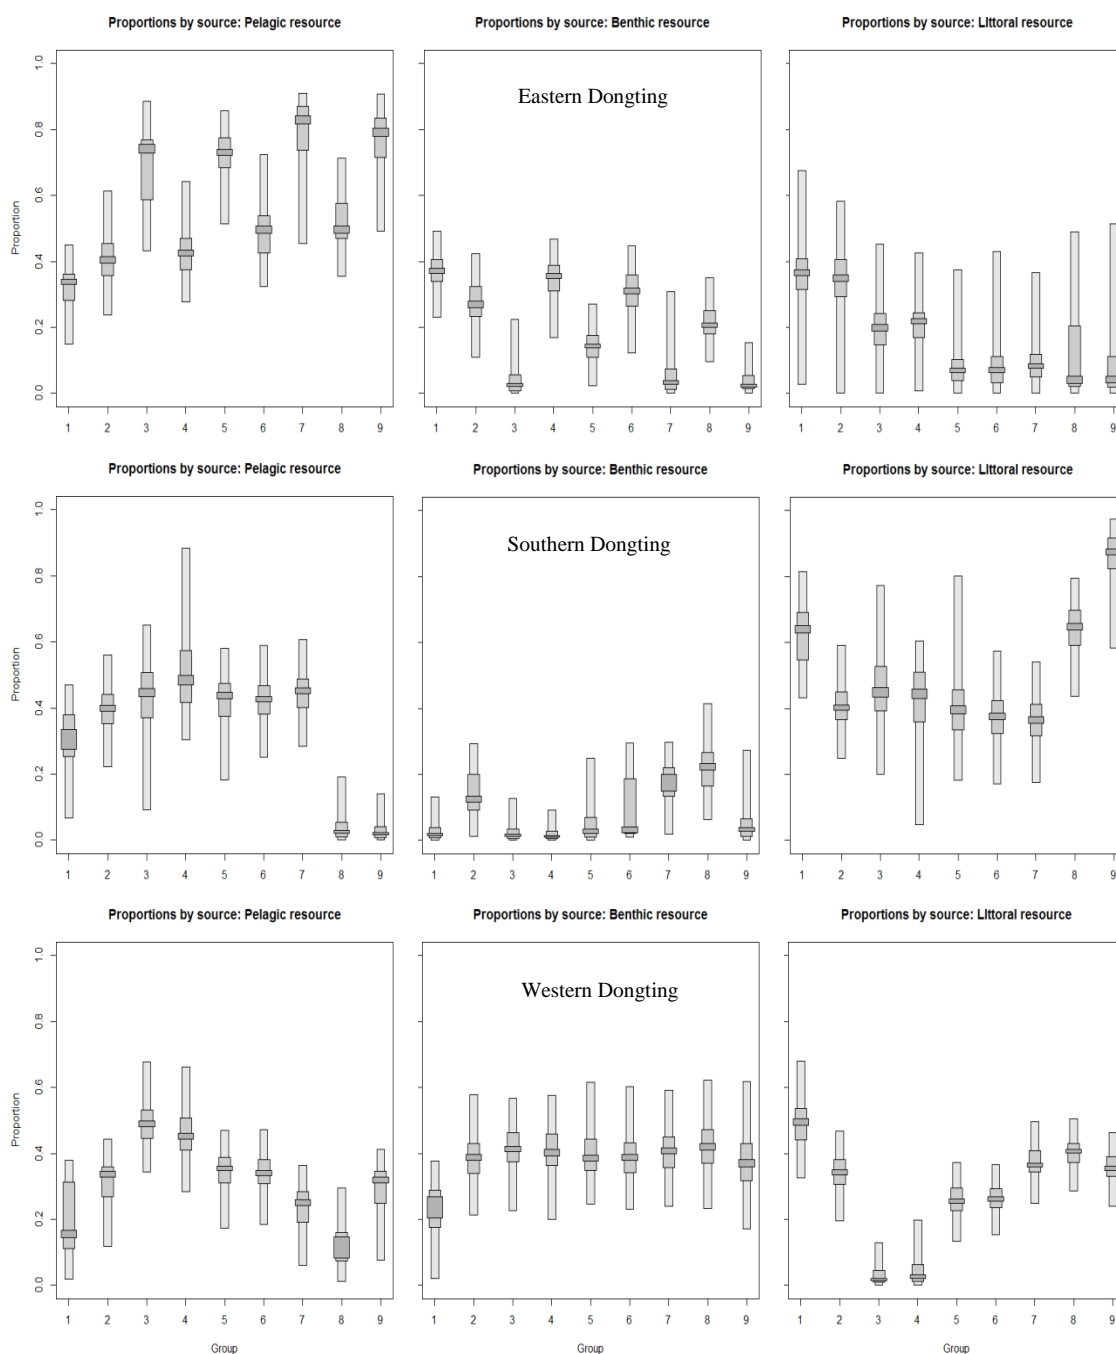 Proportions by source: Pelagic resource
Proportions by source: Benthic resource
Proportions by source: LIttoral resource
Eastern Dongting
Proportion
0.0 0.2 0.4 0.6 0.8 1.0
1 2 3 4 5 6 7 8 9
1 2 3 4 5 6 7 8 9
1 2 3 4 5 6 7 8 9
Proportions by source: Pelagic resource
Proportions by source: Benthic resource
Proportions by source: LIttoral resource
Southern Dongting
Proportion
0.0 0.2 0.4 0.6 0.8 1.0
1 2 3 4 5 6 7 8 9
1 2 3 4 5 6 7 8 9
1 2 3 4 5 6 7 8 9
Proportions by source: Pelagic resource
Proportions by source: Benthic resource
Proportions by source: LIttoral resource
Western Dongting
Proportion
0.0 0.2 0.4 0.6 0.8 1.0
1 2 3 4 5 6 7 8 9
1 2 3 4 5 6 7 8 9
1 2 3 4 5 6 7 8 9
Group
Group
Group